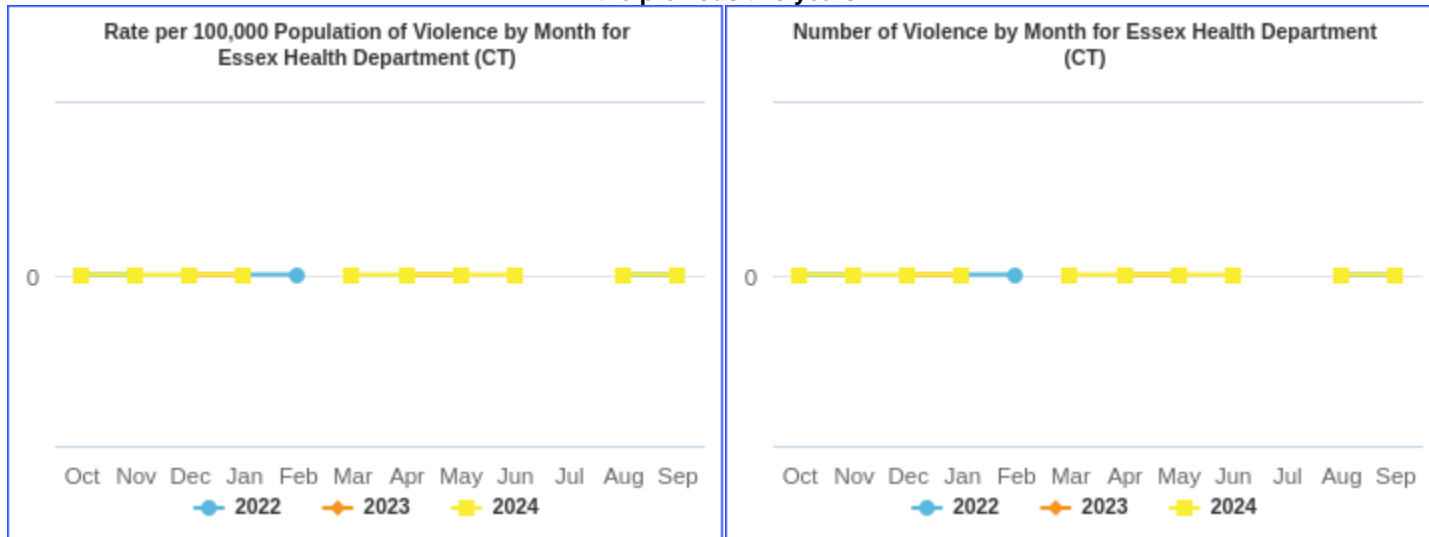 Rate per 100,000 Population of Violence by Month for
Essex Health Department (CT)
0
Oct Nov Dec Jan Feb Mar Apr May Jun Jul Aug Sep
2022 2023 2024
Number of Violence by Month for Essex Health Department
(CT)
0
Oct Nov Dec Jan Feb Mar Apr May Jun Jul Aug Sep
2022 2023 2024